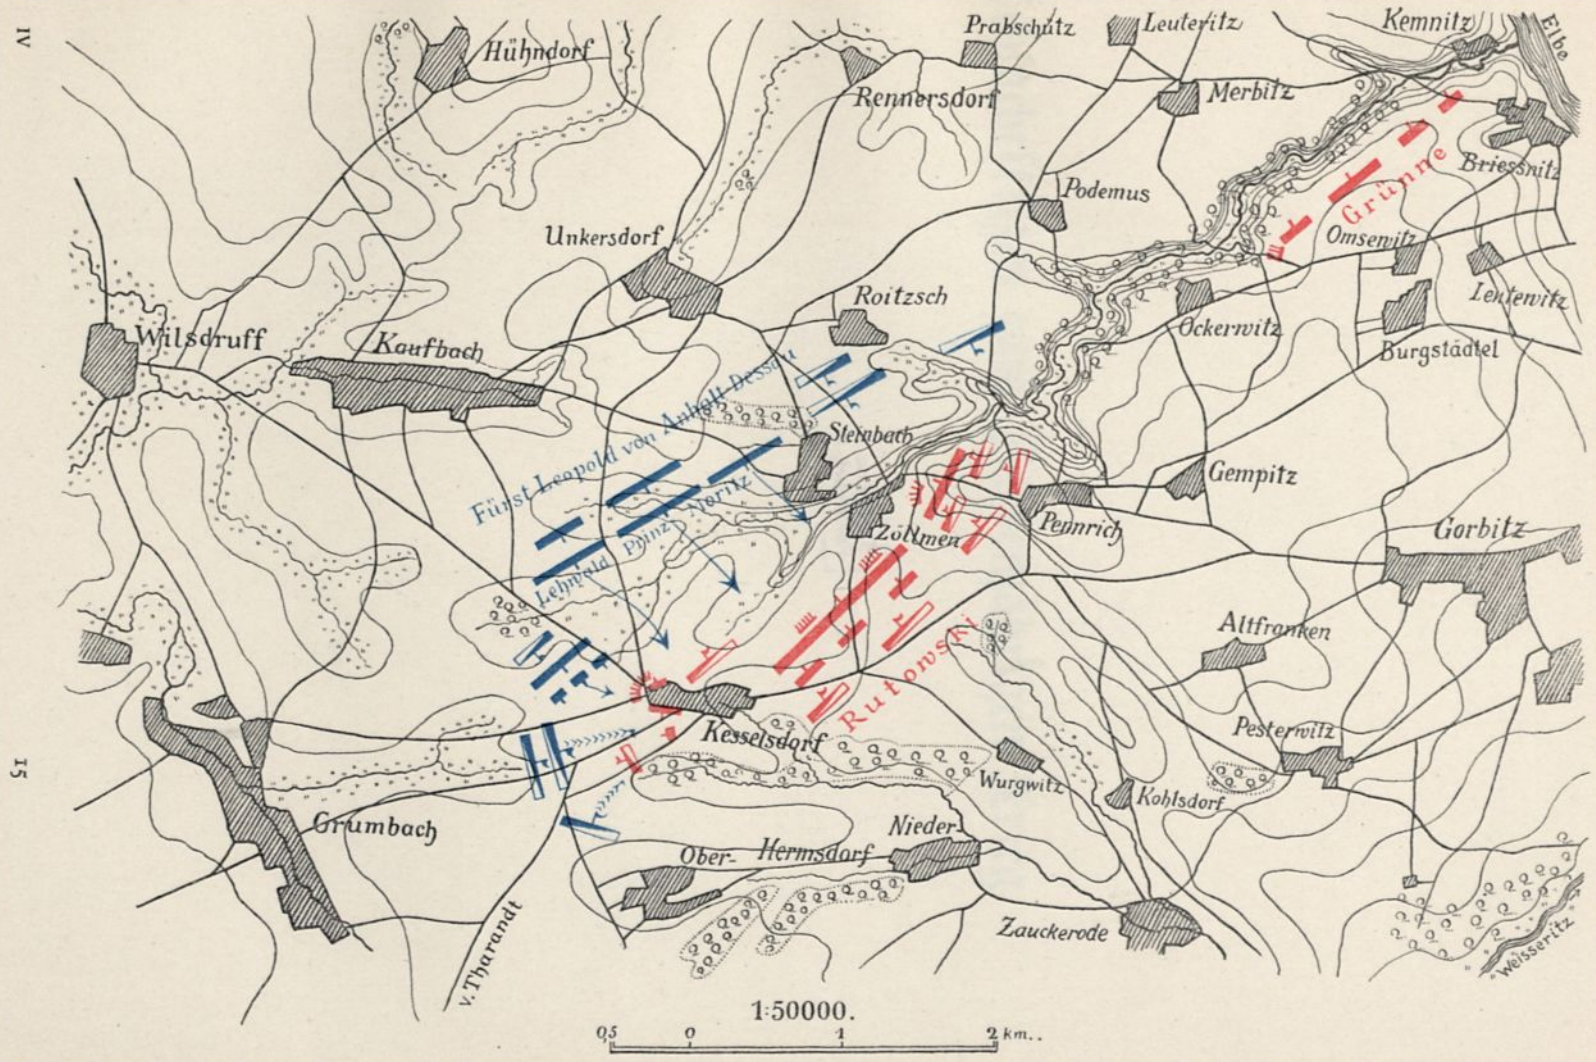 IV
15
Hühndorf
Prabschütz
Leuteritz
Kemnitz
Elbe
Rennersdorf
Merbitz
Briessnitz
Grünne
Podemus
Unkersdorf
Omsewitz
Roitzsch
Leutewitz
Ockerwitz
Wilsdruff
Kaufbach
Burgstädtel
Fürst Leopold von Anhalt Dessau
Steinbach
Gempitz
Prinz Moritz
Zöllmen
Pennrich
Gorbitz
Lehwald
Altfranken
Rutowski
Kesselsdorf
Pesterwitz
Wurgwitz
Kohlsdorf
Grumbach
Ober- Hermsdorf Nieder-
Zauckerode
v. Tharandt
Weisseritz
1:50000.
0,5 0 1 2 km..